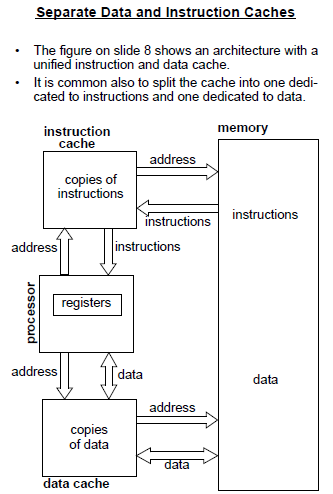 Separate Data and Instruction Caches
• The figure on slide 8 shows an architecture with a
unified instruction and data cache.
• It is common also to split the cache into one dedi-
cated to instructions and one dedicated to data.
instruction
cache
memory
address
copies of
instructions
instructions
instructions
address
instructions
processor
registers
address
data
data
address
copies
of data
data
data cache